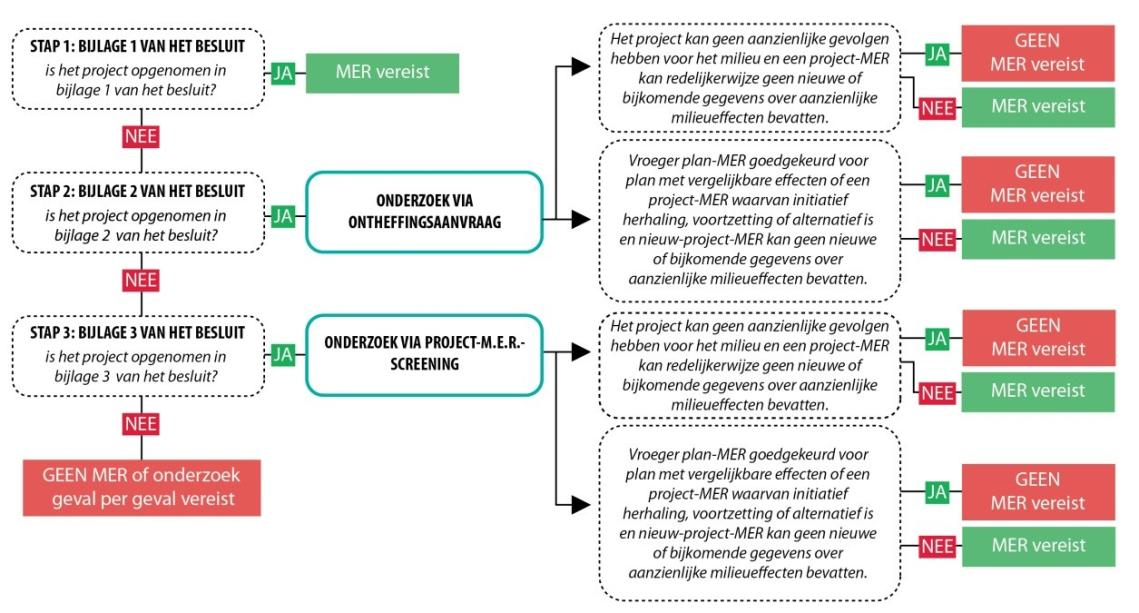 STAP 1: BIJLAGE 1 VAN HET BESLUIT
is het project opgenomen in
bijlage 1 van het besluit?
JA
MER vereist
NEE
STAP 2: BIJLAGE 2 VAN HET BESLUIT
is het project opgenomen in
bijlage 2 van het besluit?
JA
ONDERZOEK VIA
ONTHEFFINGSAANVRAAG
Het project kan geen aanzienlijke gevolgen
hebben voor het milieu en een project-MER
kan redelijkerwijze geen nieuwe of
bijkomende gegevens over aanzienlijke
milieueffecten bevatten.
JA
GEEN
MER vereist
NEE
MER vereist
Vroeger plan-MER goedgekeurd voor
plan met vergelijkbare effecten of een
project-MER waarvan initiatief
herhaling, voortzetting of alternatief is
en nieuw-project-MER kan geen nieuwe
of bijkomende gegevens over
aanzienlijke milieueffecten bevatten.
JA
GEEN
MER vereist
NEE
MER vereist
NEE
STAP 3: BIJLAGE 3 VAN HET BESLUIT
is het project opgenomen in
bijlage 3 van het besluit?
JA
ONDERZOEK VIA PROJECT-M.E.R.-
SCREENING
Het project kan geen aanzienlijke gevolgen
hebben voor het milieu en een project-MER
kan redelijkerwijze geen nieuwe of
bijkomende gegevens over aanzienlijke
milieueffecten bevatten.
JA
GEEN
MER vereist
NEE
MER vereist
Vroeger plan-MER goedgekeurd voor
plan met vergelijkbare effecten of een
project-MER waarvan initiatief
herhaling, voortzetting of alternatief is
en nieuw-project-MER kan geen nieuwe
of bijkomende gegevens over
aanzienlijke milieueffecten bevatten.
JA
GEEN
MER vereist
NEE
MER vereist
NEE
GEEN MER of onderzoek
geval per geval vereist